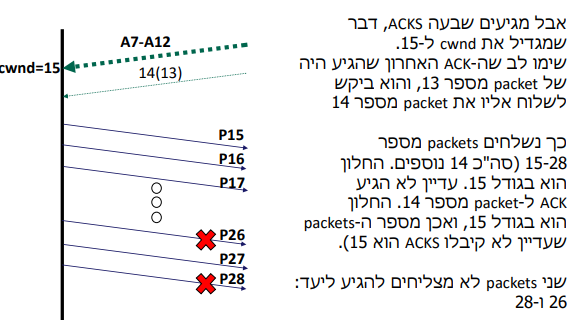 אבל מגיעים שבעה ACKS, דבר
שמגדיל את cwnd ל-15.
שימו לב שה-ACK האחרון שהגיע היה
של packet מספר 13, והוא ביקש
לשלוח אליו את packet מספר 14
כך נשלחים packets מספר
15-28 (סה"כ 14 נוספים. החלון
הוא בגודל 15. עדיין לא הגיע
ACK ל-packet מספר 14. החלון
הוא בגודל 15, ואכן מספר ה-packets
שעדיין לא קיבלו ACKS הוא 15).
שני packets לא מצליחים להגיע ליעד:
26 ו-28
A7-A12
cwnd=15
14(13)
P15
P16
P17
P26
P27
P28